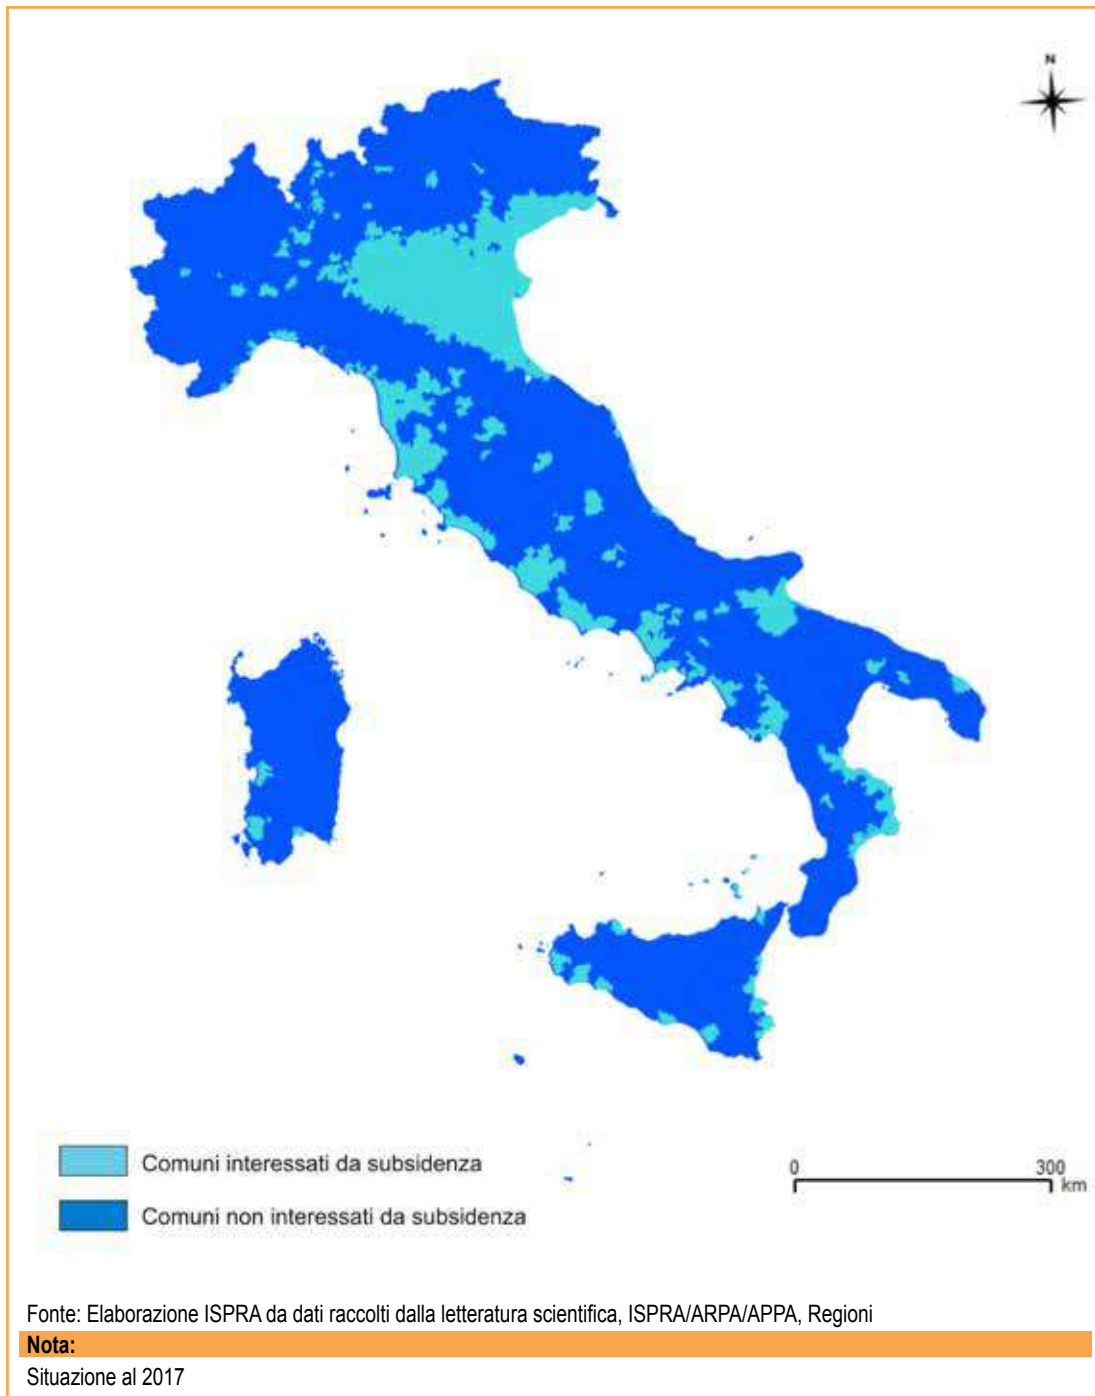 N
Comuni interessati da subsidenza
Comuni non interessati da subsidenza
0 300
km
Fonte: Elaborazione ISPRA da dati raccolti dalla letteratura scientifica, ISPRA/ARPA/APPA, Regioni
Nota:
Situazione al 2017